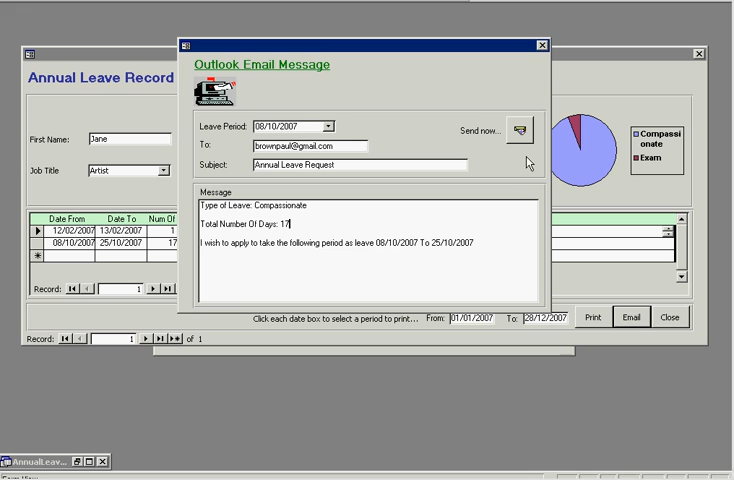 Outlook Email Message
Annual Leave Record
Leave Period: 08/10/2007
Send now...
To: brownpaul@gmail.com
Subject: Annual Leave Request
First Name: Jane
Job Title Artist
Compassi
onate
Exam
Message
Type of Leave: Compassionate
Total Number Of Days: 17
I wish to apply to take the following period as leave 08/10/2007 To 25/10/2007
Date From Date To Num Of
12/02/2007 13/02/2007 1
08/10/2007 25/10/2007 17
Record: 1
Click each date box to select a period to print... From: 01/01/2007 To: 28/12/2007 Print Email Close
Record: 1 of 1
AnnualLeav...